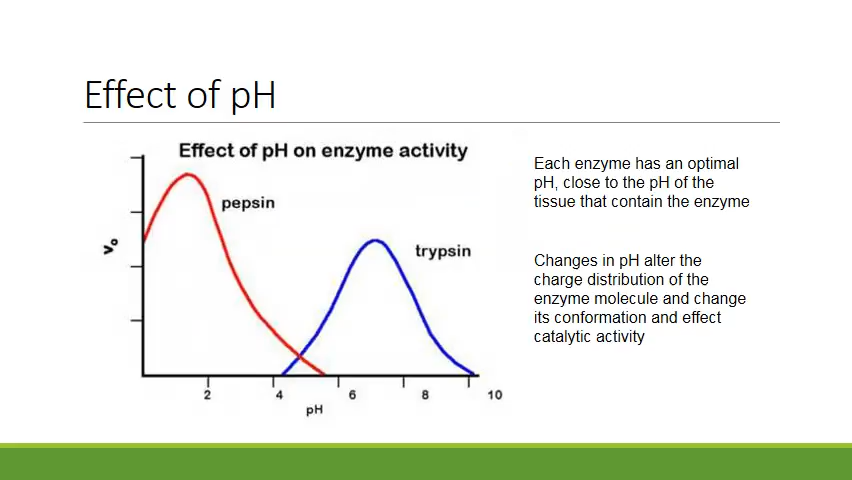 Effect of pH
Effect of pH on enzyme activity
pepsin
trypsin
v₀
2 4 6 8 10
pH
Each enzyme has an optimal
pH, close to the pH of the
tissue that contain the enzyme
Changes in pH alter the
charge distribution of the
enzyme molecule and change
its conformation and effect
catalytic activity